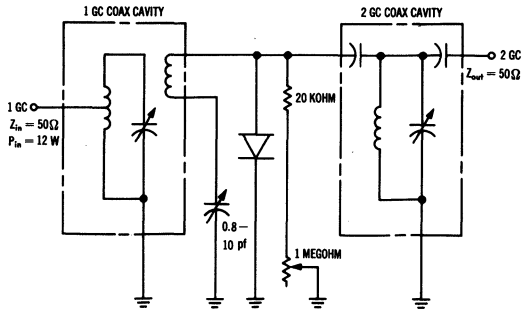 1 GC COAX CAVITY
2 GC COAX CAVITY
1 GC
Zin = 50Ω
Pin = 12 W
2 GC
Zout = 50Ω
20 KOHM
0.8—
10 pf
1 MEGOHM